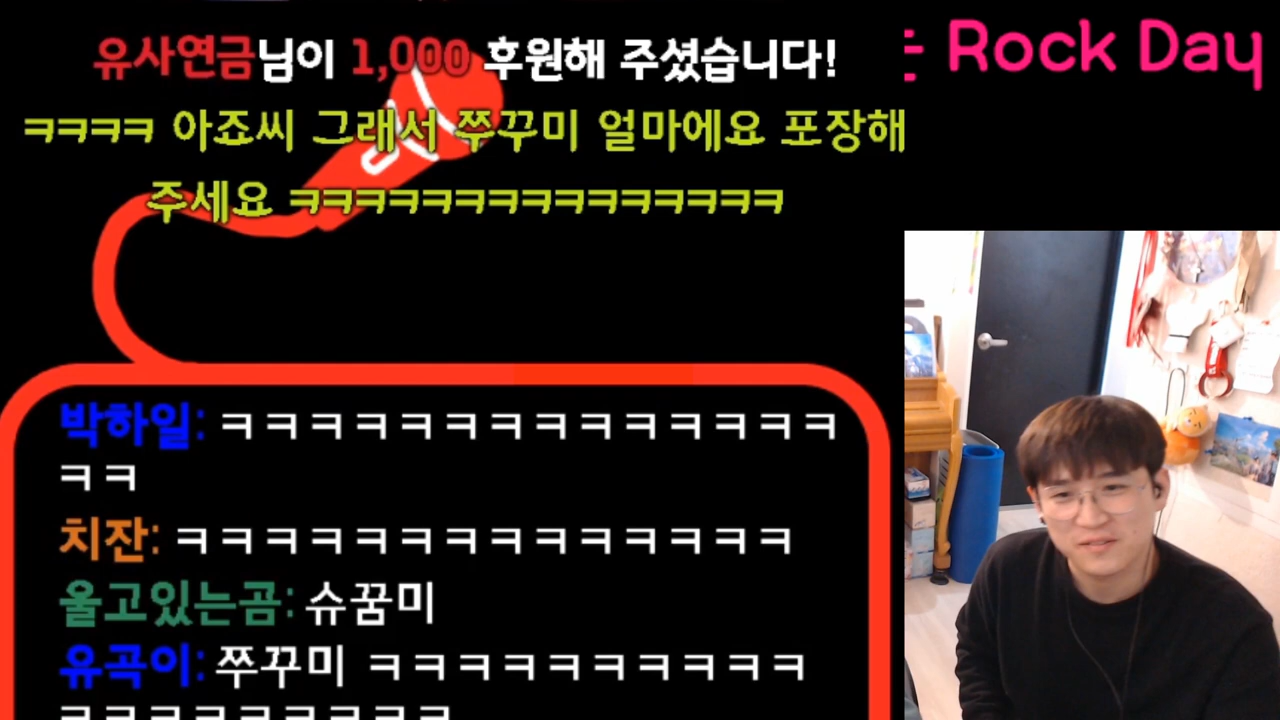 유사연금님이 1,000 후원해 주셨습니다!
ㅋㅋㅋㅋ 아죠씨 그래서 쭈꾸미 얼마에요 포장해
주세요 ㅋㅋㅋㅋㅋㅋㅋㅋㅋㅋㅋㅋㅋㅋㅋ
Rock Day
박하일: ㅋㅋㅋㅋㅋㅋㅋㅋㅋㅋㅋㅋㅋㅋ
ㅋㅋ
치잔: ㅋㅋㅋㅋㅋㅋㅋㅋㅋㅋㅋㅋㅋㅋ
울고있는곰: 슈꿈미
유곡이: 쭈꾸미 ㅋㅋㅋㅋㅋㅋㅋㅋㅋㅋ
ㅋㅋㅋㅋㅋㅋㅋㅋㅋ